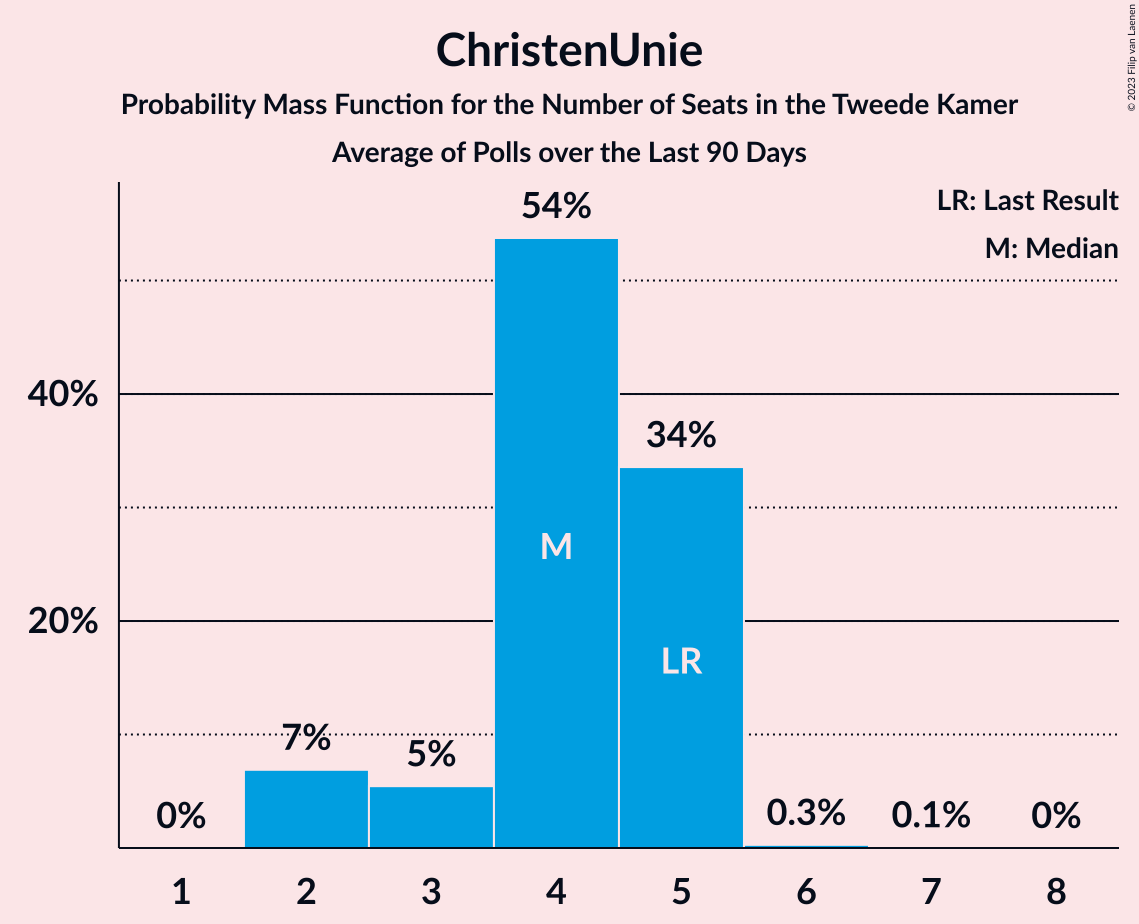 ChristenUnie
Probability Mass Function for the Number of Seats in the Tweede Kamer
Average of Polls over the Last 90 Days
© 2023 Filip van Laenen
LR: Last Result
M: Median
40%
20%
0%
7%
5%
54%
34%
0.3%
0.1%
0%
M
LR
1
2
3
4
5
6
7
8